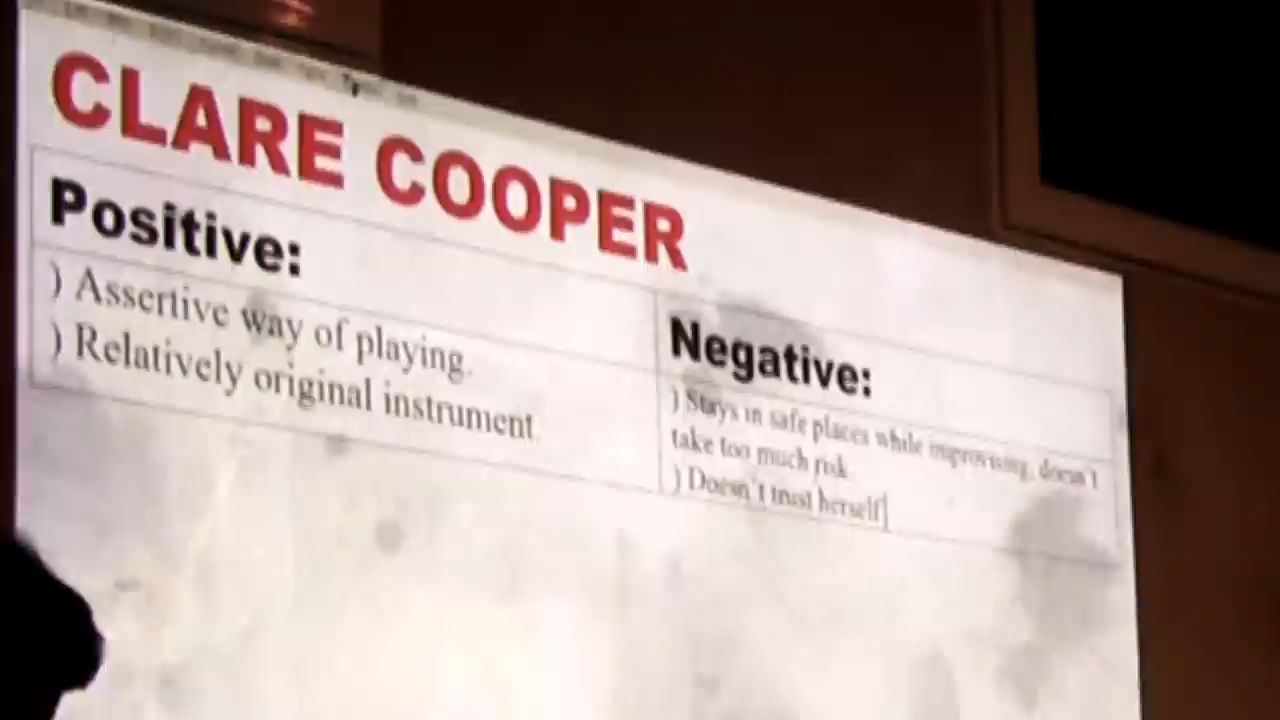 CLARE COOPER
Positive:
) Assertive way of playing.
) Relatively original instrument.
Negative:
) Stays in safe places while improvising, doesn't
take too much risk
) Doesn't trust herself